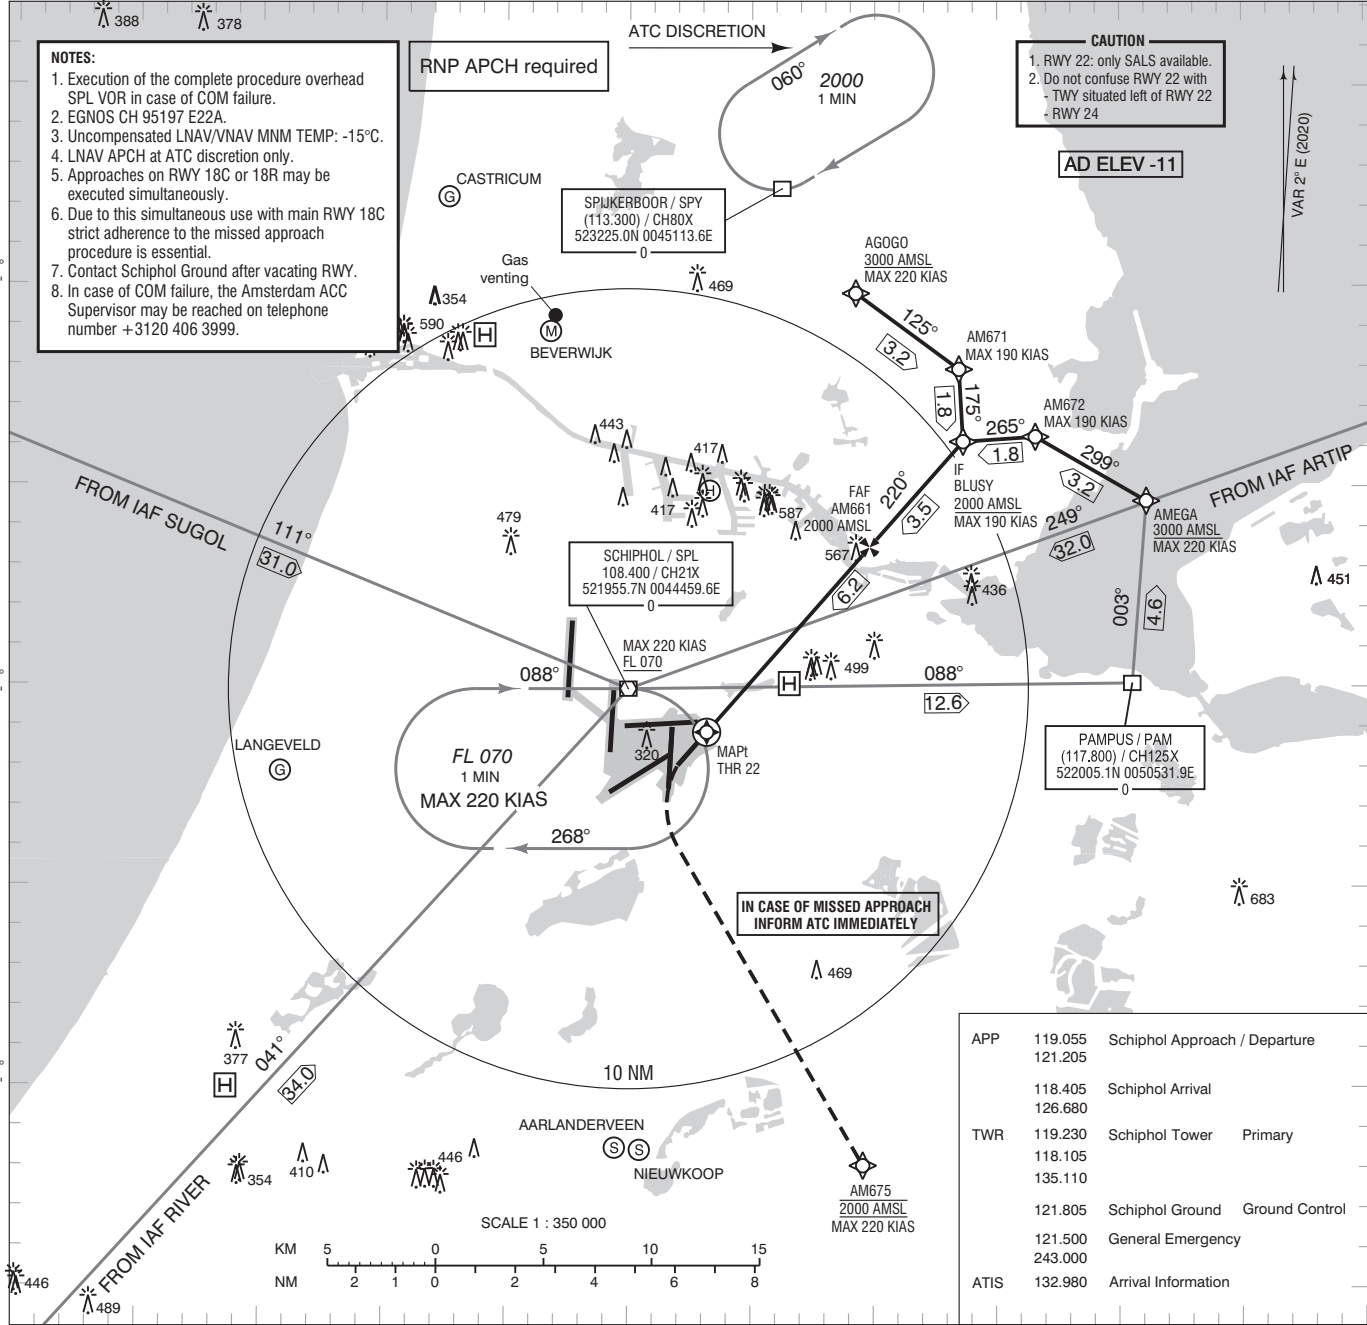 388
378
NOTES:
1. Execution of the complete procedure overhead
SPL VOR in case of COM failure.
2. EGNOS CH 95197 E22A.
3. Uncompensated LNAV/VNAV MNM TEMP: -15°C.
4. LNAV APCH at ATC discretion only.
5. Approaches on RWY 18C or 18R may be
executed simultaneously.
6. Due to this simultaneous use with main RWY 18C
strict adherence to the missed approach
procedure is essential.
7. Contact Schiphol Ground after vacating RWY.
8. In case of COM failure, the Amsterdam ACC
Supervisor may be reached on telephone
number +3120 406 3999.
RNP APCH required
ATC DISCRETION
060°
2000
1 MIN
CAUTION
1. RWY 22: only SALS available.
2. Do not confuse RWY 22 with
- TWY situated left of RWY 22
- RWY 24
AD ELEV -11
VAR 2° E (2020)
G
CASTRICUM
SPIJKERBOOR / SPY
(113.300) / CH80X
523225.0N 0045113.6E
0
Gas
venting
M
BEVERWIJK
354
590
H
469
AGOGO
3000 AMSL
MAX 220 KIAS
125°
3.2
AM671
MAX 190 KIAS
175°
1.8
AM672
MAX 190 KIAS
265°
1.8
299°
3.2
IF
BLUSY
2000 AMSL
MAX 190 KIAS
220°
3.5
FAF
AM661
2000 AMSL
567
AMEGA
3000 AMSL
MAX 220 KIAS
FROM IAF ARTIP
249°
32.0
FROM IAF SUGOL
111°
31.0
443
417
H
417
587
479
436
451
SCHIPHOL / SPL
108.400 / CH21X
521955.7N 0044459.6E
0
6.2
003°
4.6
MAX 220 KIAS
FL 070
499
088°
H
088°
12.6
LANGEVELD
G
FL 070
1 MIN
MAX 220 KIAS
268°
320
MAPt
THR 22
PAMPUS / PAM
(117.800) / CH125X
522005.1N 0050531.9E
0
683
IN CASE OF MISSED APPROACH
INFORM ATC IMMEDIATELY
469
377
H
041°
34.0
10 NM
AARLANDERVEEN
S
S
NIEUWKOOP
354
410
446
FROM IAF RIVER
446
489
AM675
2000 AMSL
MAX 220 KIAS
SCALE 1 : 350 000
KM 5 0 5 10 15
NM 2 1 0 2 4 6 8
APP 119.055 Schiphol Approach / Departure
121.205
118.405 Schiphol Arrival
126.680
TWR 119.230 Schiphol Tower Primary
118.105
135.110
121.805 Schiphol Ground Ground Control
121.500 General Emergency
243.000
ATIS 132.980 Arrival Information